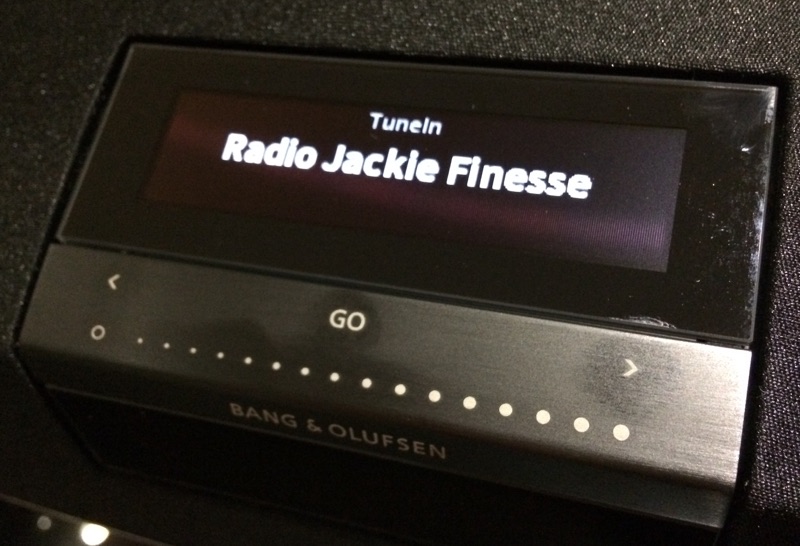 TuneIn
Radio Jackie Finesse
GO
BANG & OLUFSEN